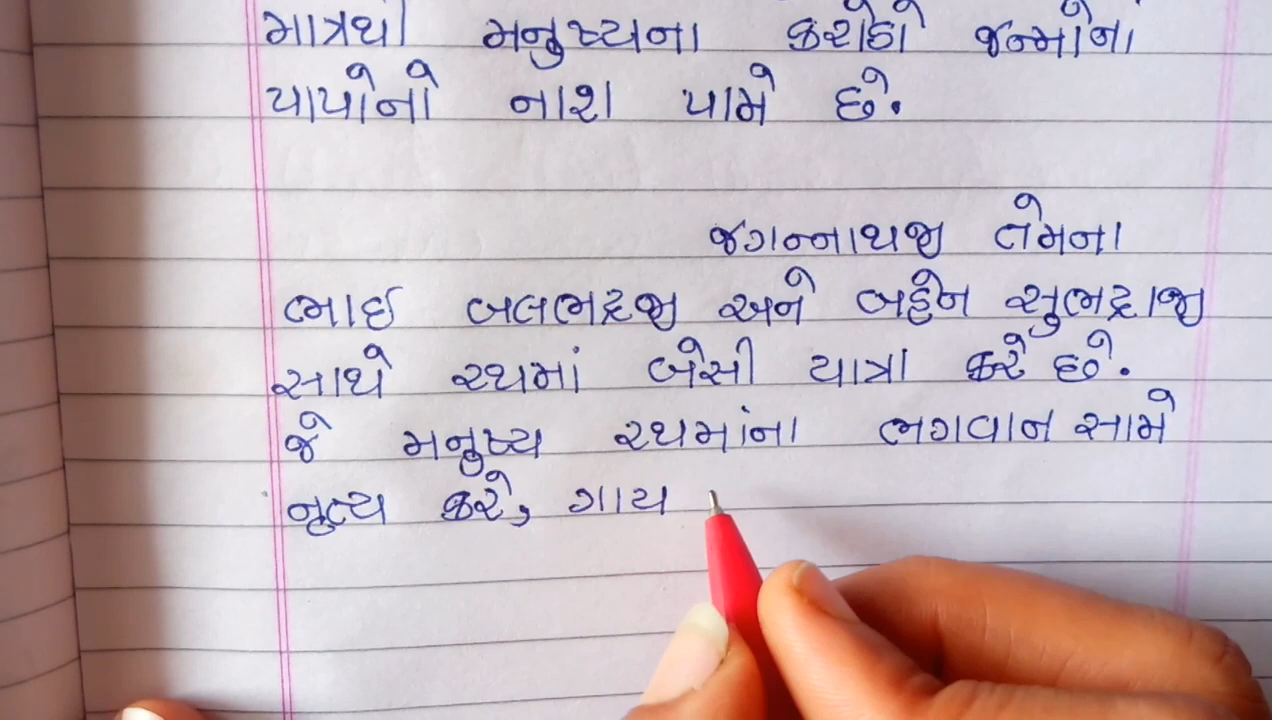 માત્રથી મનુષ્યના કરોડો જન્મોના
પાપોનો નાશ પામે છે.
જગન્નાથજી તેમના
ભાઇ બલભદ્રજી અને બહેન સુભદ્રાજી
સાથે રથમાં બેસી યાત્રા કરે છે.
જે મનુષ્ય રથમાંના ભગવાન સામે
નૃત્ય કરે, ગાય